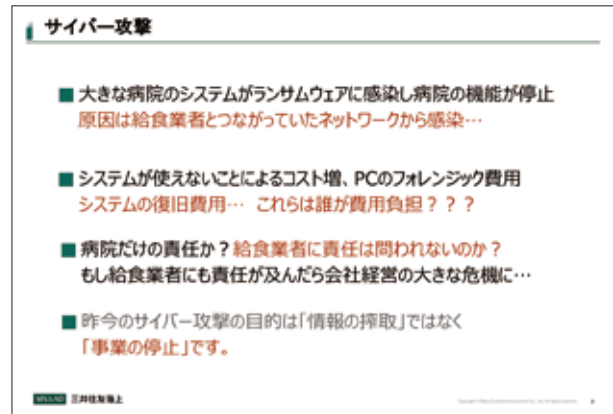 サイバー攻撃
■ 大きな病院のシステムがランサムウェアに感染し病院の機能が停止
原因は給食業者とつながっていたネットワークから感染…
■ システムが使えないことによるコスト増、PCのフォレンジック費用
システムの復旧費用… これらは誰が費用負担？？？
■ 病院だけの責任か？給食業者に責任は問われないのか？
もし給食業者にも責任が及んだら会社経営の大きな危機に…
■ 昨今のサイバー攻撃の目的は「情報の搾取」ではなく
「事業の停止」です。
MS&AD 三井住友海上